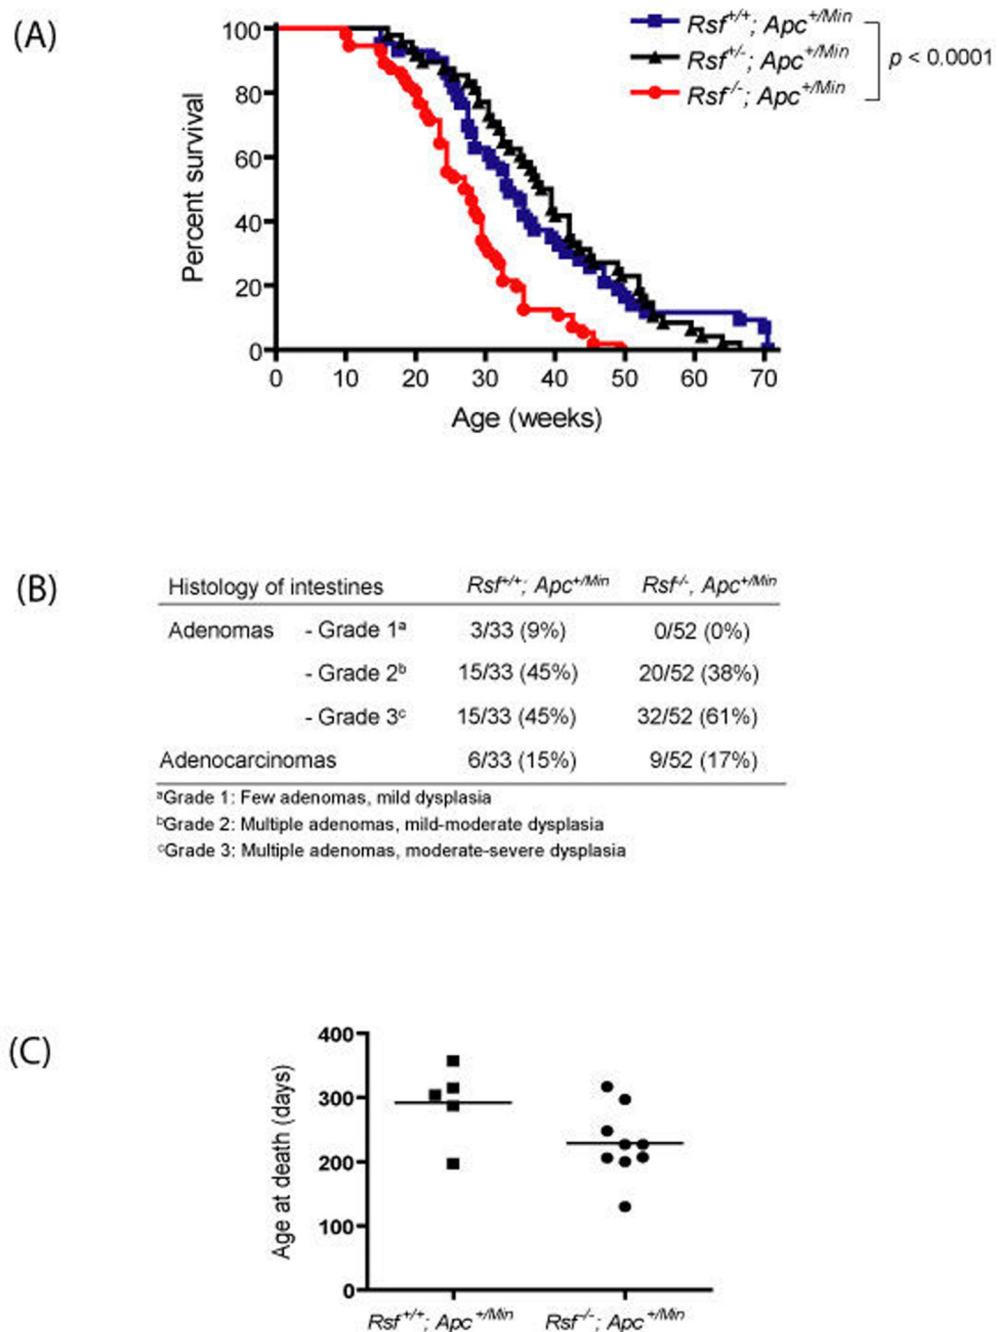 (A)
Rsf+/+; Apc+/Min
Rsf+/-; Apc+/Min
Rsf-/-; Apc+/Min
p < 0.0001
Percent survival
100
80
60
40
20
0
0 10 20 30 40 50 60 70
Age (weeks)
(B)
Histology of intestines Rsf+/+; Apc+/Min Rsf-/-, Apc+/Min
Adenomas - Grade 1a 3/33 (9%) 0/52 (0%)
- Grade 2b 15/33 (45%) 20/52 (38%)
- Grade 3c 15/33 (45%) 32/52 (61%)
Adenocarcinomas 6/33 (15%) 9/52 (17%)
aGrade 1: Few adenomas, mild dysplasia
bGrade 2: Multiple adenomas, mild-moderate dysplasia
cGrade 3: Multiple adenomas, moderate-severe dysplasia
(C)
Age at death (days)
400
300
200
100
0
Rsf+/+; Apc+/Min Rsf-/-; Apc+/Min